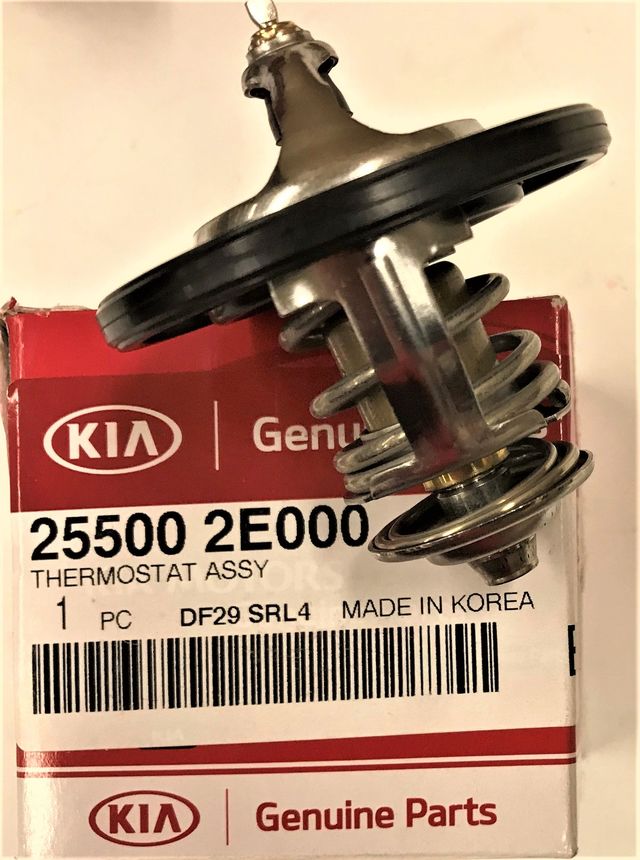 KIA Genu
25500 2E000
THERMOSTAT ASSY
1 PC DF29 SRL4 MADE IN KOREA
KIA Genuine Parts